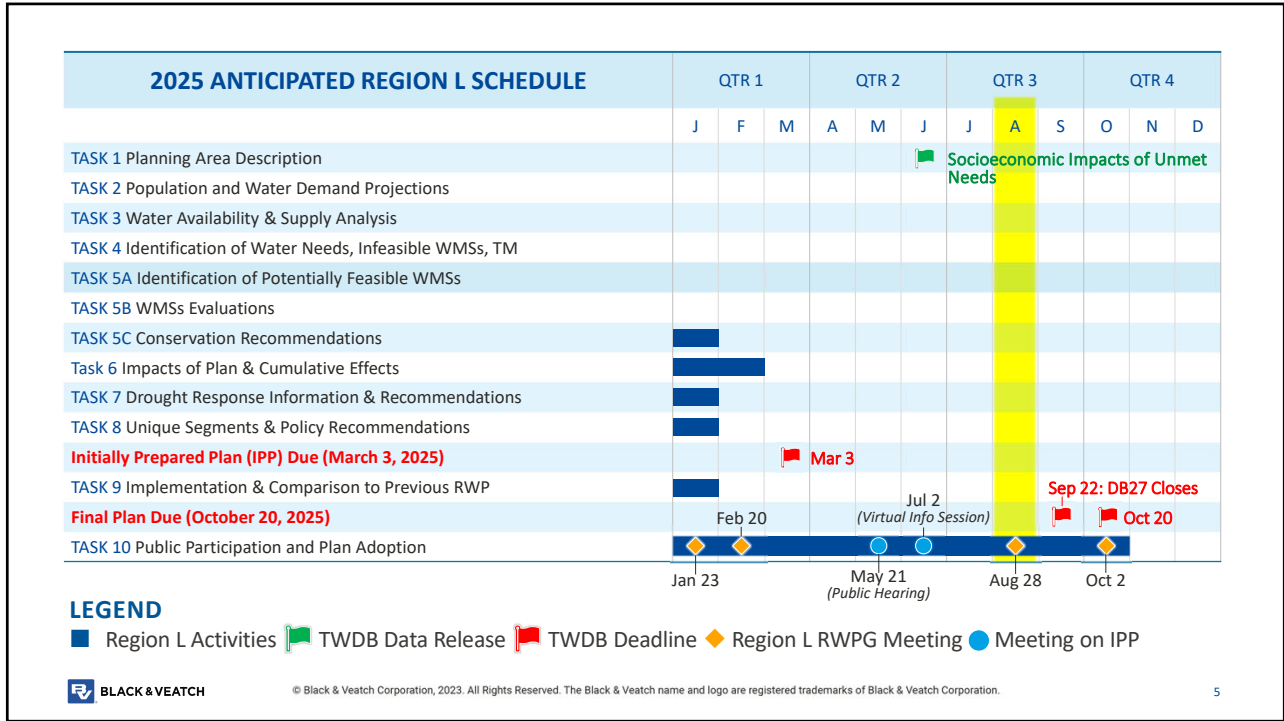 2025 ANTICIPATED REGION L SCHEDULE
QTR 1 QTR 2 QTR 3 QTR 4
J F M A M J J A S O N D
TASK 1 Planning Area Description
Socioeconomic Impacts of Unmet
Needs
TASK 2 Population and Water Demand Projections
TASK 3 Water Availability & Supply Analysis
TASK 4 Identification of Water Needs, Infeasible WMSs, TM
TASK 5A Identification of Potentially Feasible WMSs
TASK 5B WMSs Evaluations
TASK 5C Conservation Recommendations
Task 6 Impacts of Plan & Cumulative Effects
TASK 7 Drought Response Information & Recommendations
TASK 8 Unique Segments & Policy Recommendations
Initially Prepared Plan (IPP) Due (March 3, 2025) Mar 3
TASK 9 Implementation & Comparison to Previous RWP
Sep 22: DB27 Closes
Jul 2
(Virtual Info Session)
Final Plan Due (October 20, 2025) Feb 20 Oct 20
TASK 10 Public Participation and Plan Adoption
Jan 23 May 21 Aug 28 Oct 2
(Public Hearing)
LEGEND
Region L Activities TWDB Data Release TWDB Deadline Region L RWPG Meeting Meeting on IPP
BV BLACK & VEATCH © Black & Veatch Corporation, 2023. All Rights Reserved. The Black & Veatch name and logo are registered trademarks of Black & Veatch Corporation. 5